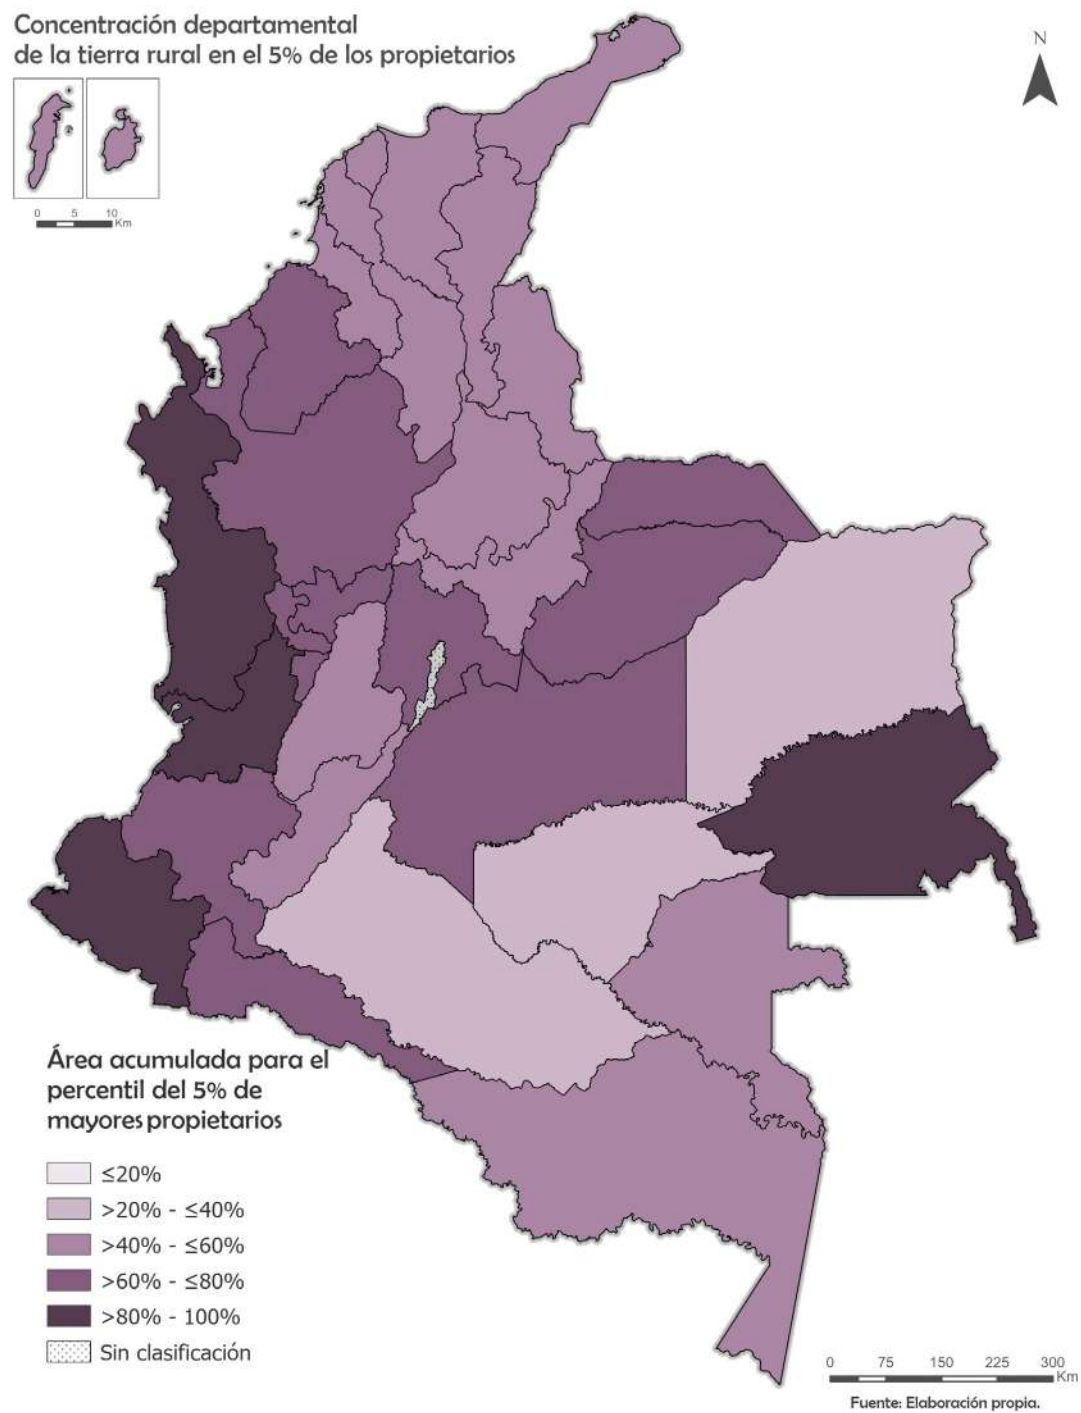 Concentración departamental
de la tierra rural en el 5% de los propietarios
N
0 5 10
Km
Área acumulada para el
percentil del 5% de
mayores propietarios
≤20%
>20% - ≤40%
>40% - ≤60%
>60% - ≤80%
>80% - 100%
Sin clasificación
0 75 150 225 300
Km
Fuente: Elaboración propia.